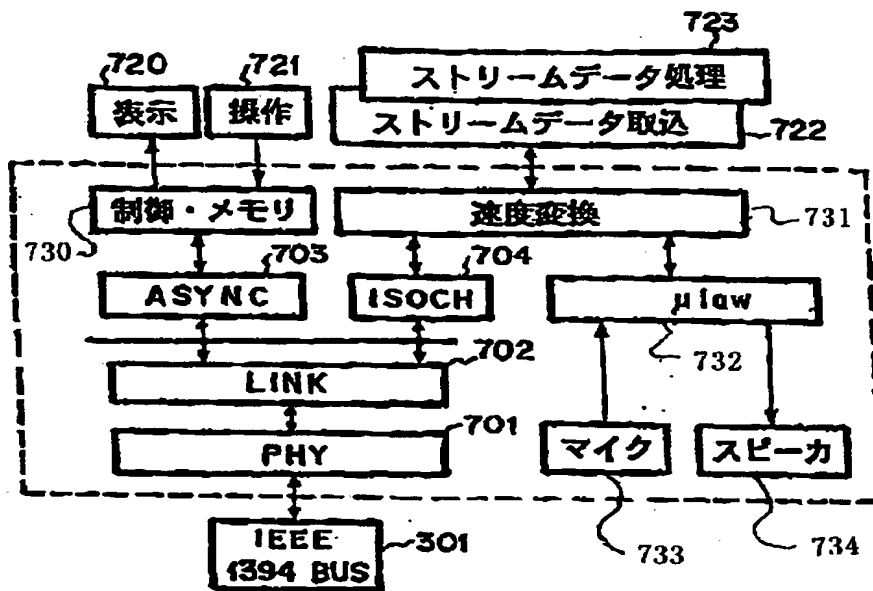 723
720
721
ストリームデータ処理
表示
操作
ストリームデータ取込
722
制御・メモリ
速度変換
731
730
703
704
ASYNC
ISOCH
μlaw
702
732
LINK
701
PHY
マイク
スピーカ
IEEE
1394 BUS
301
733
734